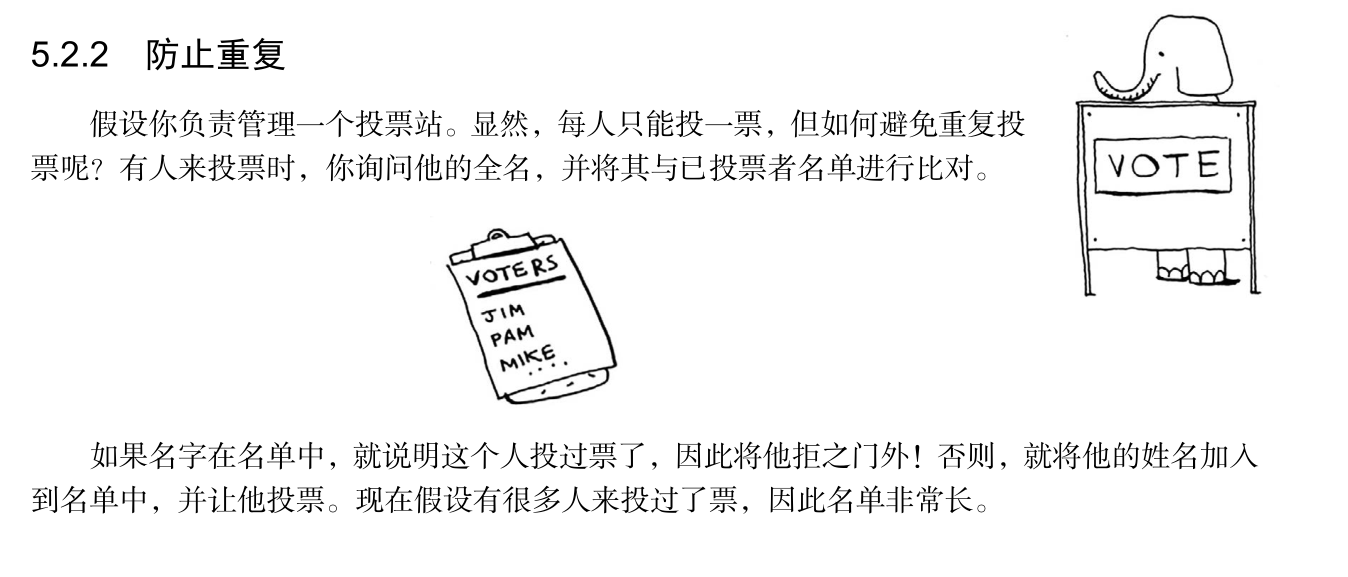 5.2.2 防止重复
假设你负责管理一个投票站。显然，每人只能投一票，但如何避免重复投
票呢？有人来投票时，你询问他的全名，并将其与已投票者名单进行比对。
VOTE
VOTERS
JIM
PAM
MIKE
....
如果名字在名单中，就说明这个人投过票了，因此将他拒之门外！否则，就将他的姓名加入
到名单中，并让他投票。现在假设有很多人来投过了票，因此名单非常长。